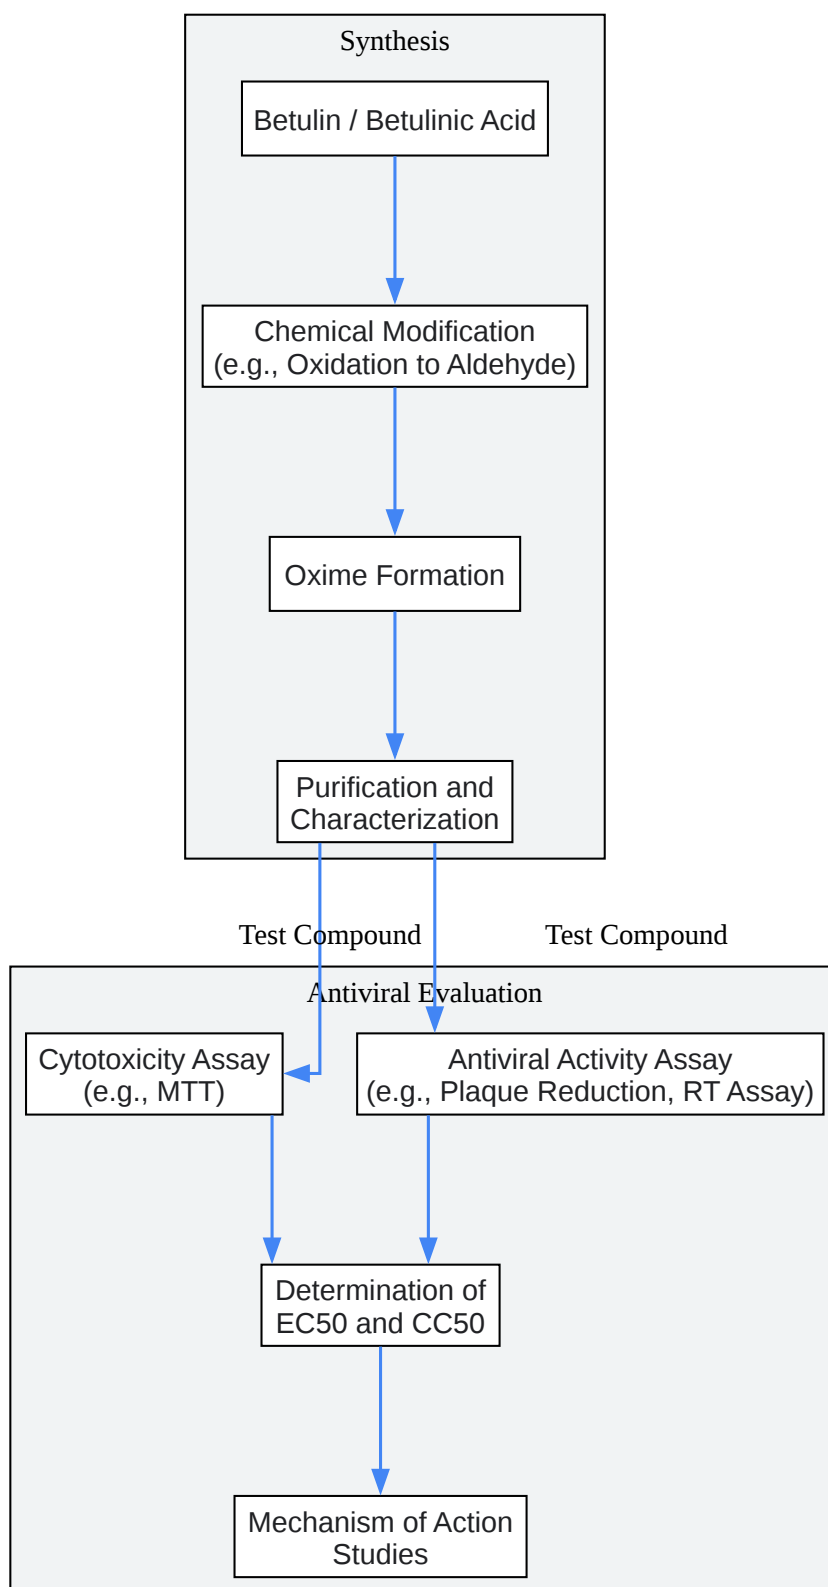 Synthesis
Betulin / Betulinic Acid
Chemical Modification
(e.g., Oxidation to Aldehyde)
Oxime Formation
Purification and
Characterization
Test Compound
Test Compound
Antiviral Evaluation
Cytotoxicity Assay
(e.g., MTT)
Antiviral Activity Assay
(e.g., Plaque Reduction, RT Assay)
Determination of
EC50 and CC50
Mechanism of Action
Studies